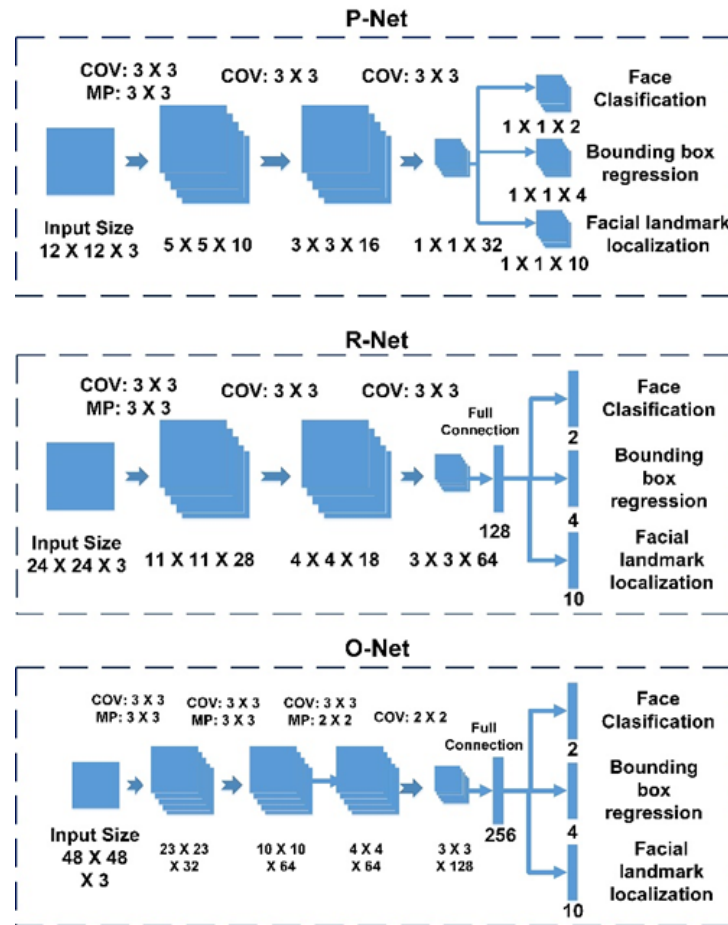 P-Net
COV: 3 X 3
MP: 3 X 3
COV: 3 X 3
COV: 3 X 3
Face
Clasification
1 X 1 X 2
Bounding box
regression
1 X 1 X 4
Facial landmark
localization
1 X 1 X 10
Input Size
12 X 12 X 3
5 X 5 X 10
3 X 3 X 16
1 X 1 X 32
R-Net
COV: 3 X 3
MP: 3 X 3
COV: 3 X 3
COV: 3 X 3
Full
Connection
128
Face
Clasification
2
Bounding
box
regression
4
Facial
landmark
localization
10
Input Size
24 X 24 X 3
11 X 11 X 28
4 X 4 X 18
3 X 3 X 64
O-Net
COV: 3 X 3
MP: 3 X 3
COV: 3 X 3
MP: 3 X 3
COV: 3 X 3
MP: 2 X 2
COV: 2 X 2
Full
Connection
256
Face
Clasification
2
Bounding
box
regression
4
Facial
landmark
localization
10
Input Size
48 X 48
X 3
23 X 23
X 32
10 X 10
X 64
4 X 4
X 64
3 X 3
X 128